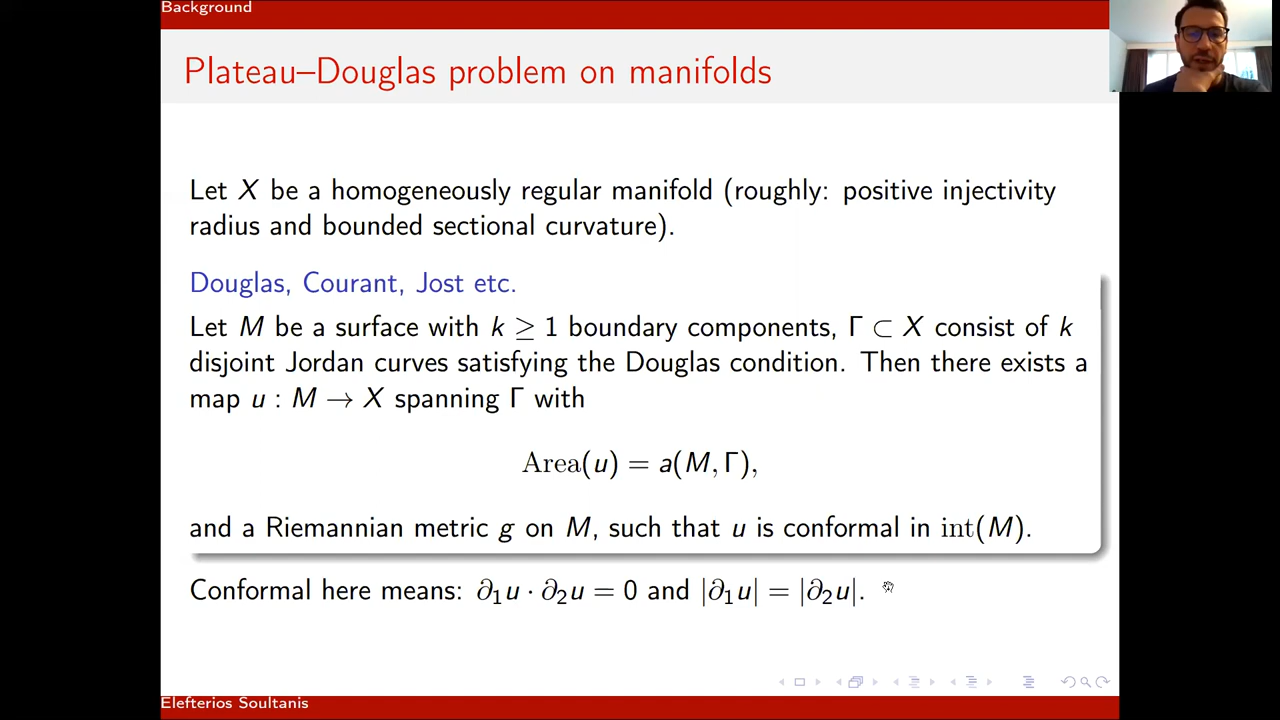 Background
Plateau–Douglas problem on manifolds
Let X be a homogeneously regular manifold (roughly: positive injectivity
radius and bounded sectional curvature).
Douglas, Courant, Jost etc.
Let M be a surface with k ≥ 1 boundary components, Γ ⊂ X consist of k
disjoint Jordan curves satisfying the Douglas condition. Then there exists a
map u : M → X spanning Γ with
Area(u) = a(M, Γ),
and a Riemannian metric g on M, such that u is conformal in int(M).
Conformal here means: ∂₁u · ∂₂u = 0 and |∂₁u| = |∂₂u|.
Elefterios Soultanis